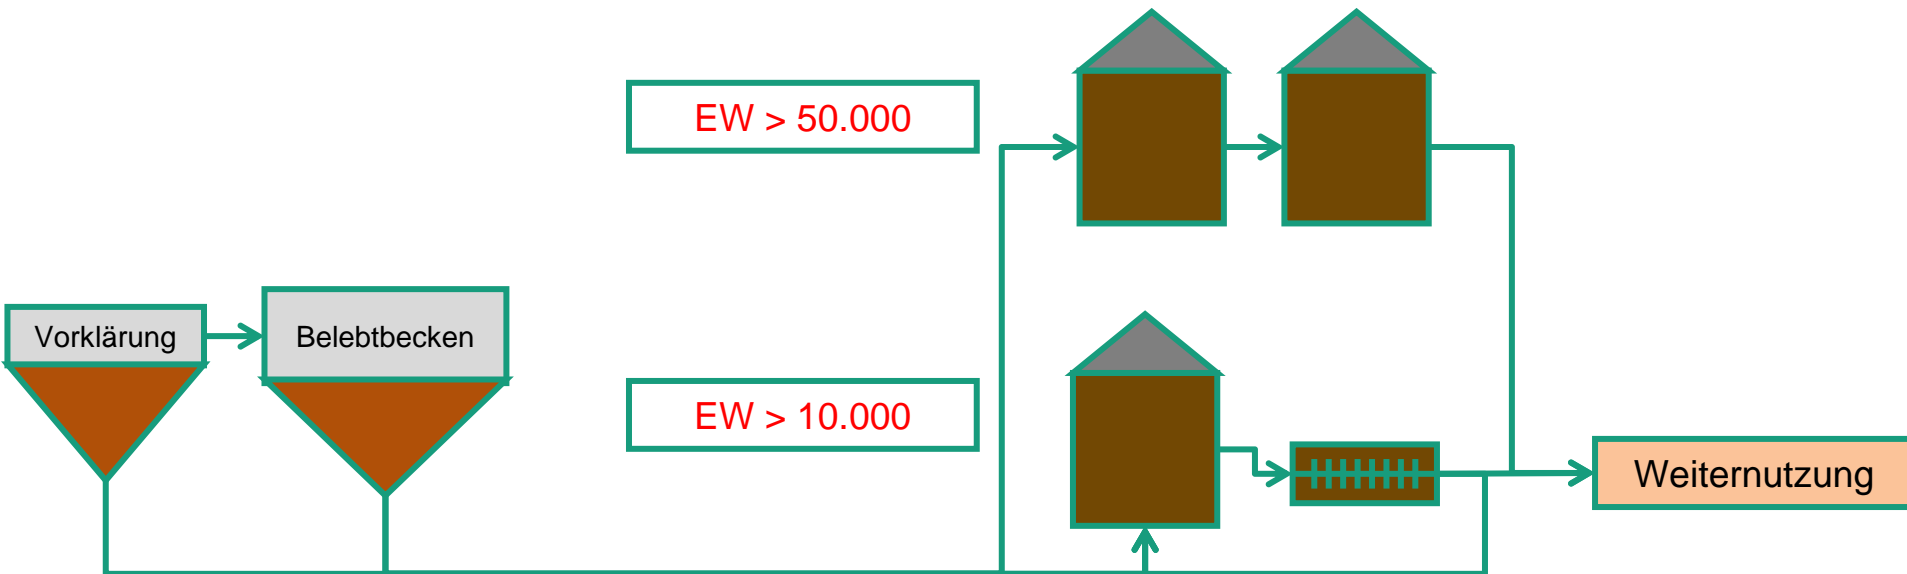 EW > 50.000
Vorklärung
Belebtbecken
EW > 10.000
Weiternutzung